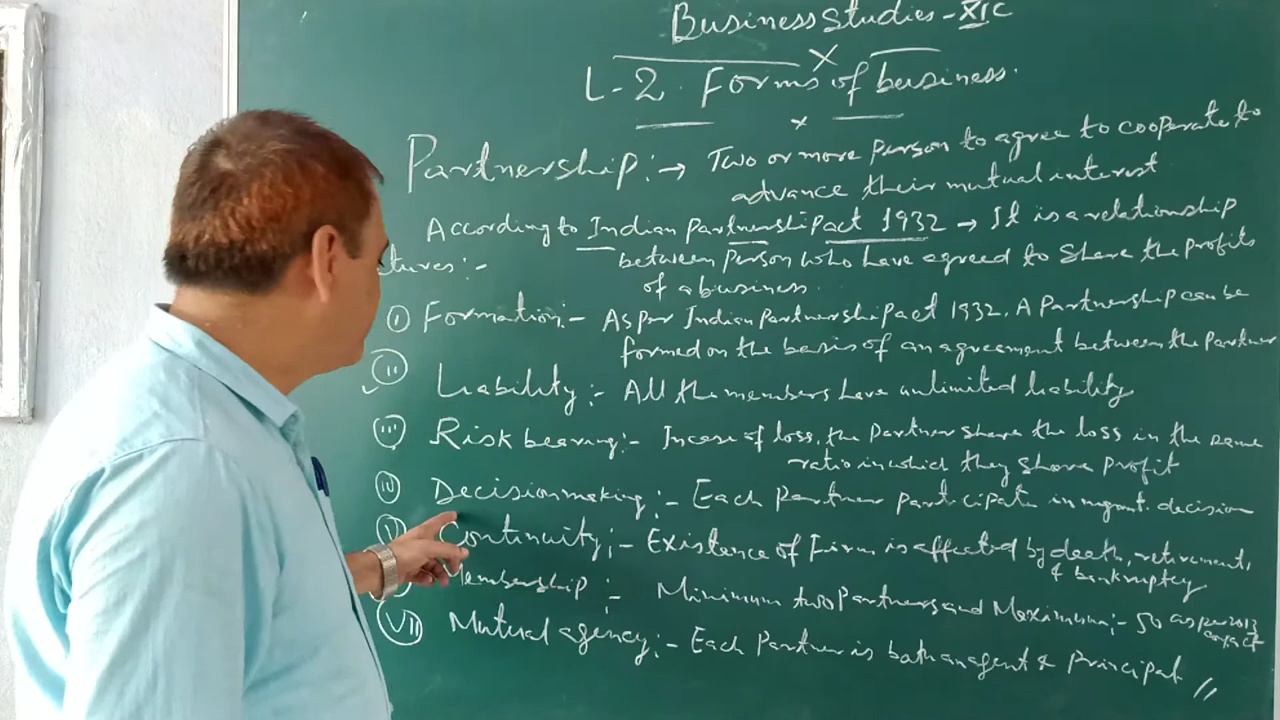 Business Studies - XI C
L-2. Forms of business.
Partnership :→ Two or more person to agree to cooperate to
advance their mutual interest
According to Indian Partnership act 1932 → It is a relationship
between person who have agreed to share the profits
of a business.
tures :-
(i) Formation :- As per Indian Partnership act 1932. A Partnership can be
formed on the basis of an agreement between the Partner
(ii) Liability :- All the members have unlimited liability
(iii) Risk bearing :- Incase of loss, the Partner share the loss in the same
ratio in which they share profit
(iv) Decision making :- Each Partner participate in mgmt. decision
(V) Continuity :- Existence of Firm is affected by death, retirement,
& bankruptcy
Membership :- Minimum two Partners and Maximum :- 50 as per 2013
(VII) Mutual agency :- Each Partner is both an agent & Principal